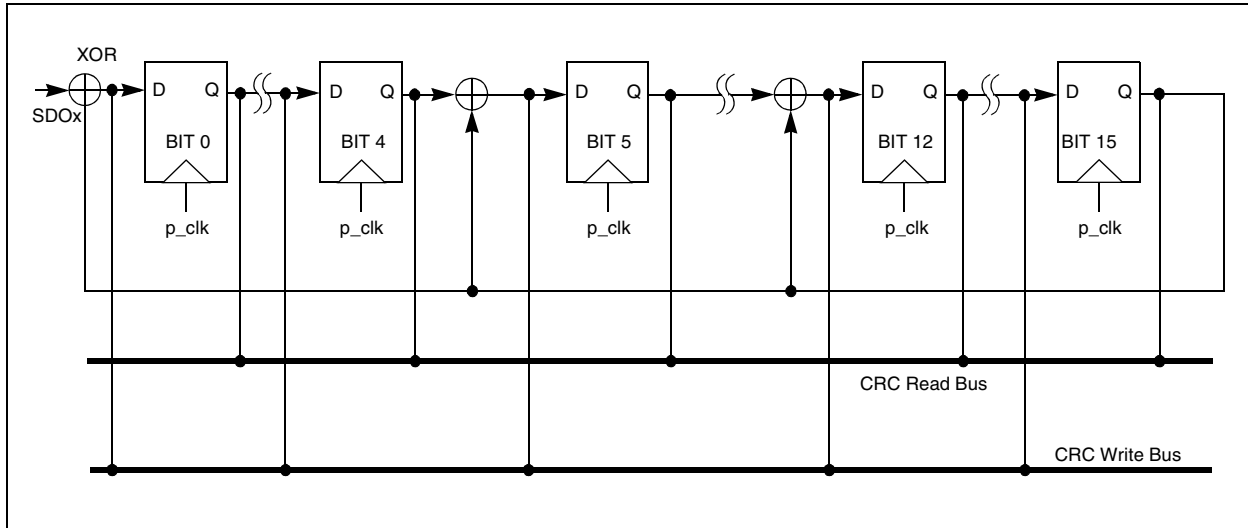 XOR
SDOx
D Q D Q D Q D Q D Q
BIT 0 BIT 4 BIT 5 BIT 12 BIT 15
p_clk p_clk p_clk p_clk p_clk
CRC Read Bus
CRC Write Bus